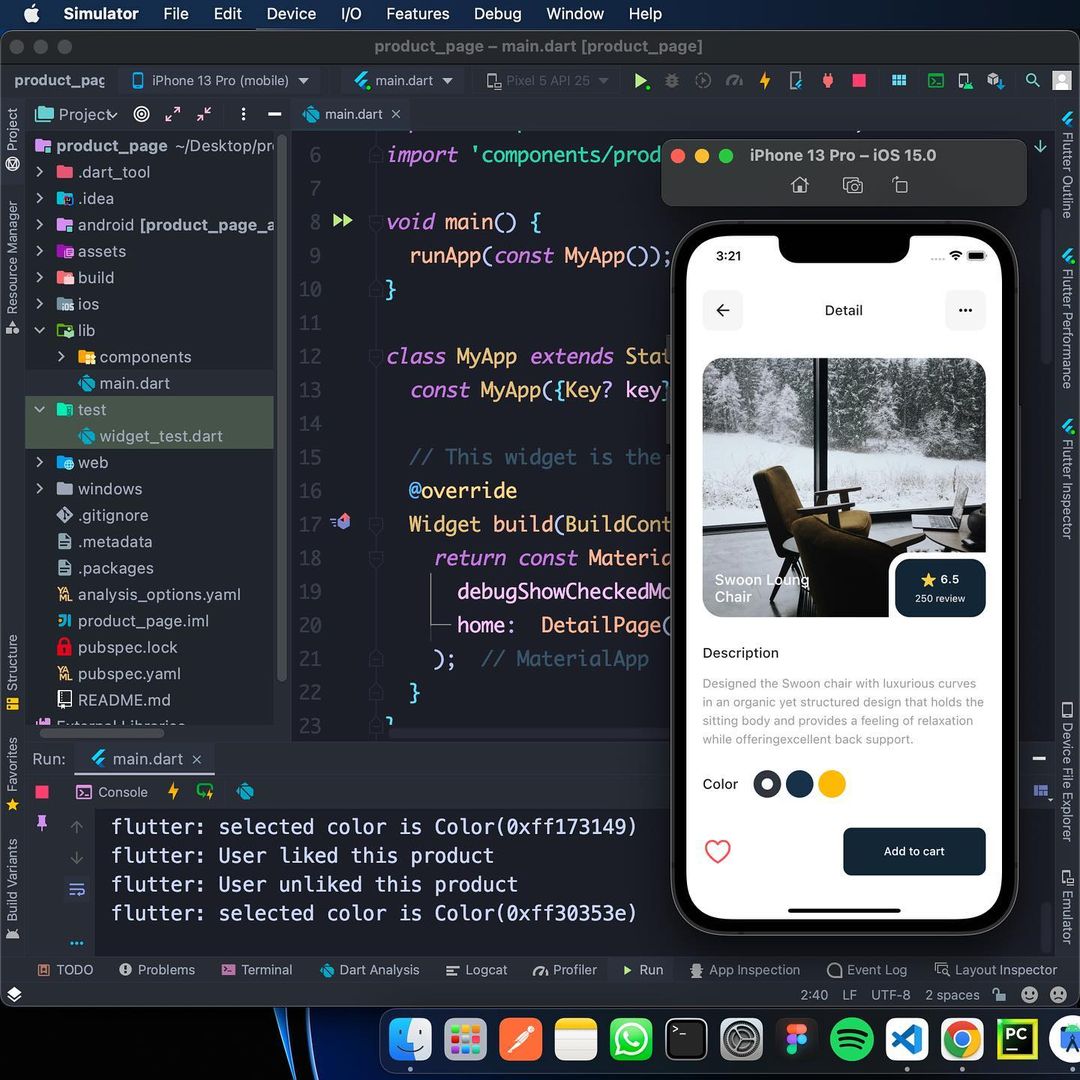 Simulator File Edit Device I/O Features Debug Window Help
product_page – main.dart [product_page]
product_pag iPhone 13 Pro (mobile) main.dart Pixel 5 API 25
Project
Resource Manager
Structure
Favorites
Build Variants
Project
product_page ~/Desktop/pr
.dart_tool
.idea
android [product_page_a
assets
build
ios
lib
components
main.dart
test
widget_test.dart
web
windows
.gitignore
.metadata
.packages
analysis_options.yaml
product_page.iml
pubspec.lock
pubspec.yaml
README.md
External Libraries
main.dart
6 import 'components/prod
7
8 void main() {
9 runApp(const MyApp());
10 }
11
12 class MyApp extends Stat
13 const MyApp({Key? key}
14
15 // This widget is the
16 @override
17 Widget build(BuildCont
18 return const Materia
19 debugShowCheckedMo
20 home: DetailPage(
21 ); // MaterialApp
22 }
23 }
iPhone 13 Pro – iOS 15.0
3:21
Detail
Swoon Loung
Chair
6.5
250 review
Description
Designed the Swoon chair with luxurious curves
in an organic yet structured design that holds the
sitting body and provides a feeling of relaxation
while offeringexcellent back support.
Color
Add to cart
Flutter Outline
Flutter Performance
Flutter Inspector
Device File Explorer
Emulator
Run: main.dart
Console
flutter: selected color is Color(0xff173149)
flutter: User liked this product
flutter: User unliked this product
flutter: selected color is Color(0xff30353e)
TODO Problems Terminal Dart Analysis Logcat Profiler Run App Inspection Event Log Layout Inspector
2:40 LF UTF-8 2 spaces
PC